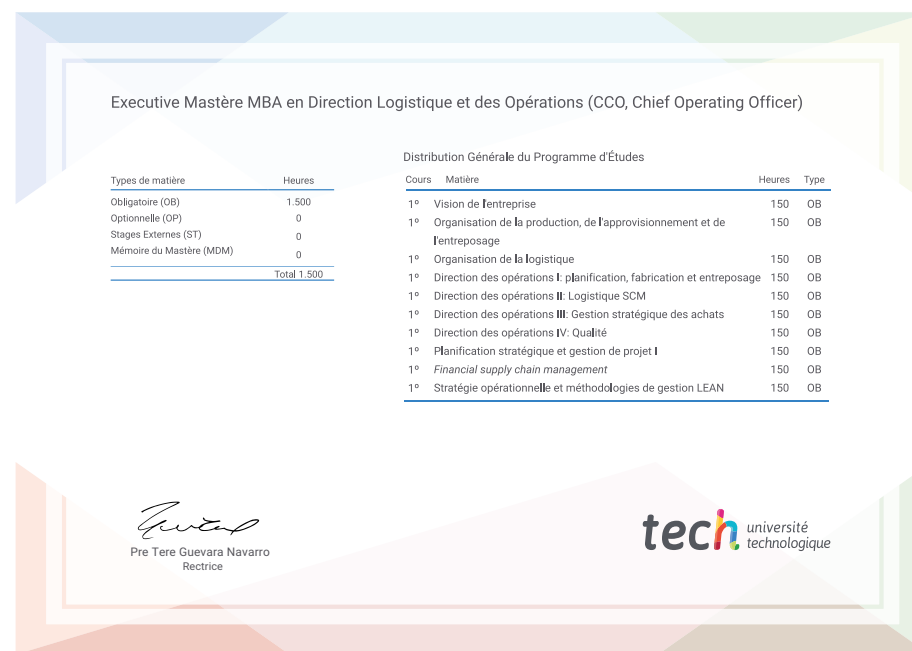 Executive Mastère MBA en Direction Logistique et des Opérations (CCO, Chief Operating Officer)
Types de matière Heures
Obligatoire (OB) 1.500
Optionnelle (OP) 0
Stages Externes (ST) 0
Mémoire du Mastère (MDM) 0
Total 1.500
Distribution Générale du Programme d'Études
Cours Matière Heures Type
1º Vision de l'entreprise 150 OB
1º Organisation de la production, de l'approvisionnement et de 150 OB
l'entreposage
1º Organisation de la logistique 150 OB
1º Direction des opérations I: planification, fabrication et entreposage 150 OB
1º Direction des opérations II: Logistique SCM 150 OB
1º Direction des opérations III: Gestion stratégique des achats 150 OB
1º Direction des opérations IV: Qualité 150 OB
1º Planification stratégique et gestion de projet I 150 OB
1º Financial supply chain management 150 OB
1º Stratégie opérationnelle et méthodologies de gestion LEAN 150 OB
Pre Tere Guevara Navarro
Rectrice
tech université
technologique